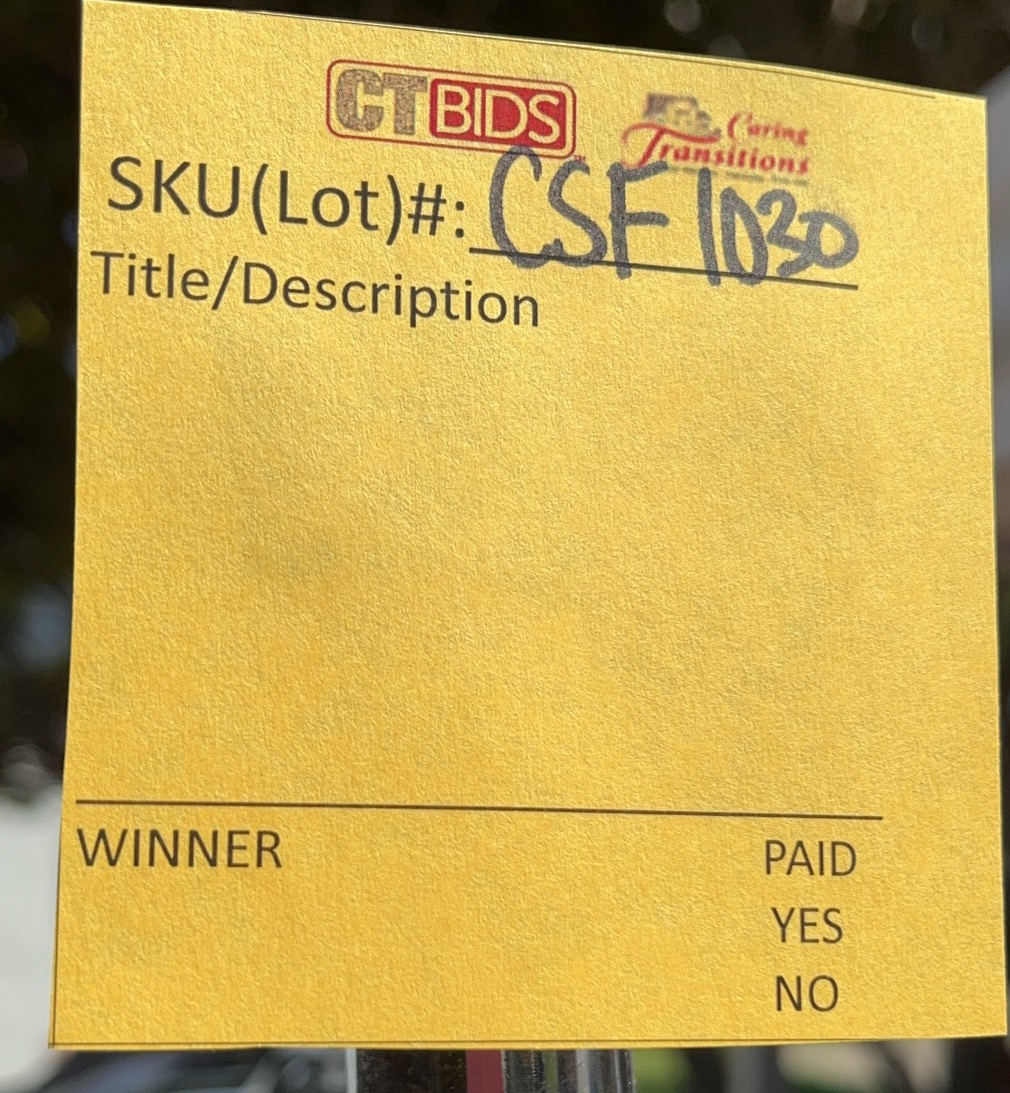 CTBIDS
Caring
Transitions
SKU(Lot)#: CSF1030
Title/Description
WINNER
PAID
YES
NO